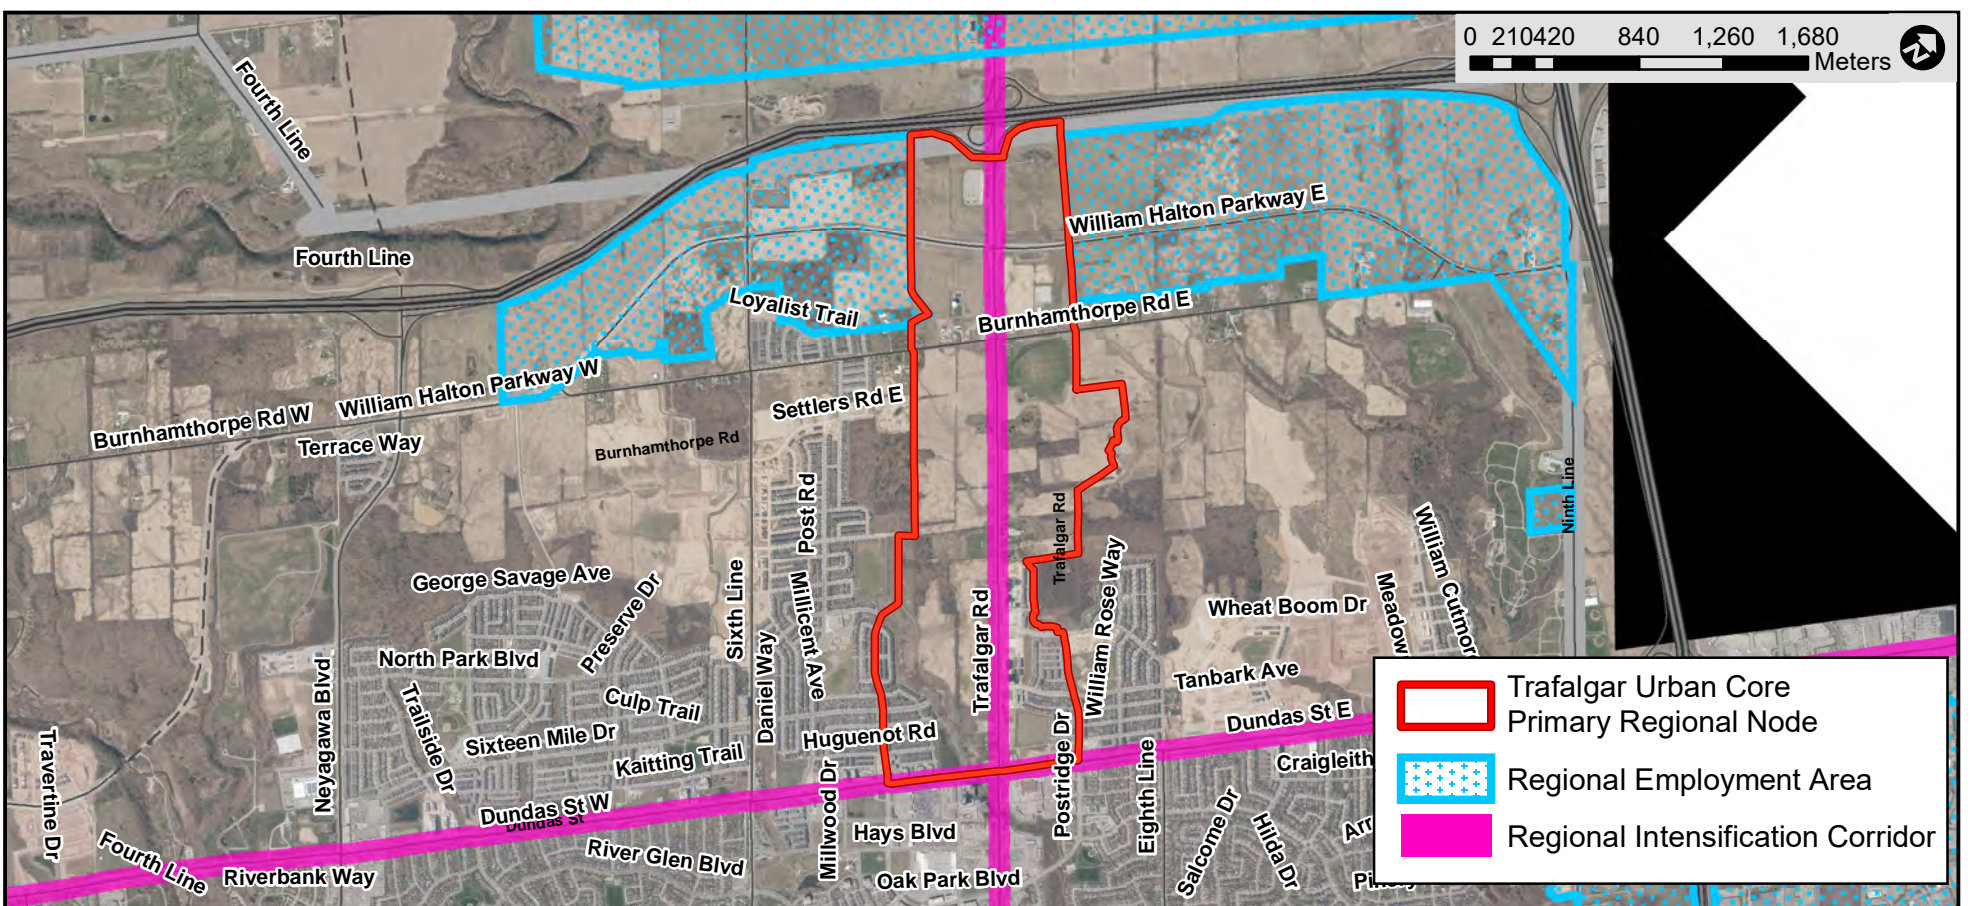 0 210420 840 1,260 1,680
Meters
Fourth Line
Fourth Line
William Halton Parkway E
Loyalist Trail
Burnhamthorpe Rd E
William Halton Parkway W
Settlers Rd E
Burnhamthorpe Rd W
Terrace Way
Burnhamthorpe Rd
Post Rd
Ninth Line
Trafalgar Rd
William Cutmor
George Savage Ave
Preserve Dr
Sixth Line
Millicent Ave
Trafalgar Rd
William Rose Way
Wheat Boom Dr
Meadow
North Park Blvd
Neyagawa Blvd
Trailside Dr
Culp Trail
Daniel Way
Tanbark Ave
Dundas St E
Sixteen Mile Dr
Kaitting Trail
Huguenot Rd
Postridge Dr
Eighth Line
Craigleith
Travertine Dr
Dundas St W
Dundas St
Millwood Dr
Hays Blvd
Salcome Dr
Hilda Dr
Arr
Fourth Line
Riverbank Way
River Glen Blvd
Oak Park Blvd
Trafalgar Urban Core
Primary Regional Node
Regional Employment Area
Regional Intensification Corridor